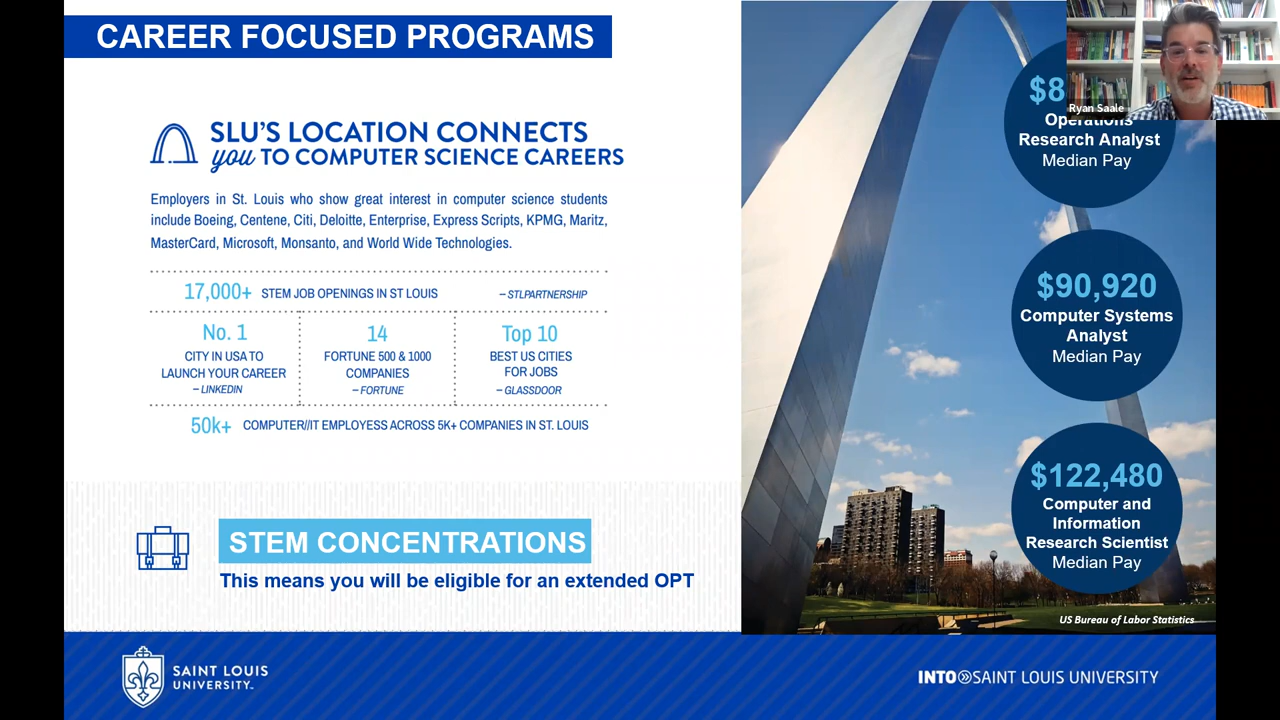 CAREER FOCUSED PROGRAMS
SLU'S LOCATION CONNECTS
you TO COMPUTER SCIENCE CAREERS
Employers in St. Louis who show great interest in computer science students
include Boeing, Centene, Citi, Deloitte, Enterprise, Express Scripts, KPMG, Maritz,
MasterCard, Microsoft, Monsanto, and World Wide Technologies.
17,000+ STEM JOB OPENINGS IN ST LOUIS – STLPARTNERSHIP
No. 1
CITY IN USA TO
LAUNCH YOUR CAREER
– LINKEDIN
14
FORTUNE 500 & 1000
COMPANIES
– FORTUNE
Top 10
BEST US CITIES
FOR JOBS
– GLASSDOOR
50k+ COMPUTER//IT EMPLOYESS ACROSS 5K+ COMPANIES IN ST. LOUIS
STEM CONCENTRATIONS
This means you will be eligible for an extended OPT
$8
Ryan Saale
Operations
Research Analyst
Median Pay
$90,920
Computer Systems
Analyst
Median Pay
$122,480
Computer and
Information
Research Scientist
Median Pay
US Bureau of Labor Statistics
SAINT LOUIS
UNIVERSITY™
INTO SAINT LOUIS UNIVERSITY